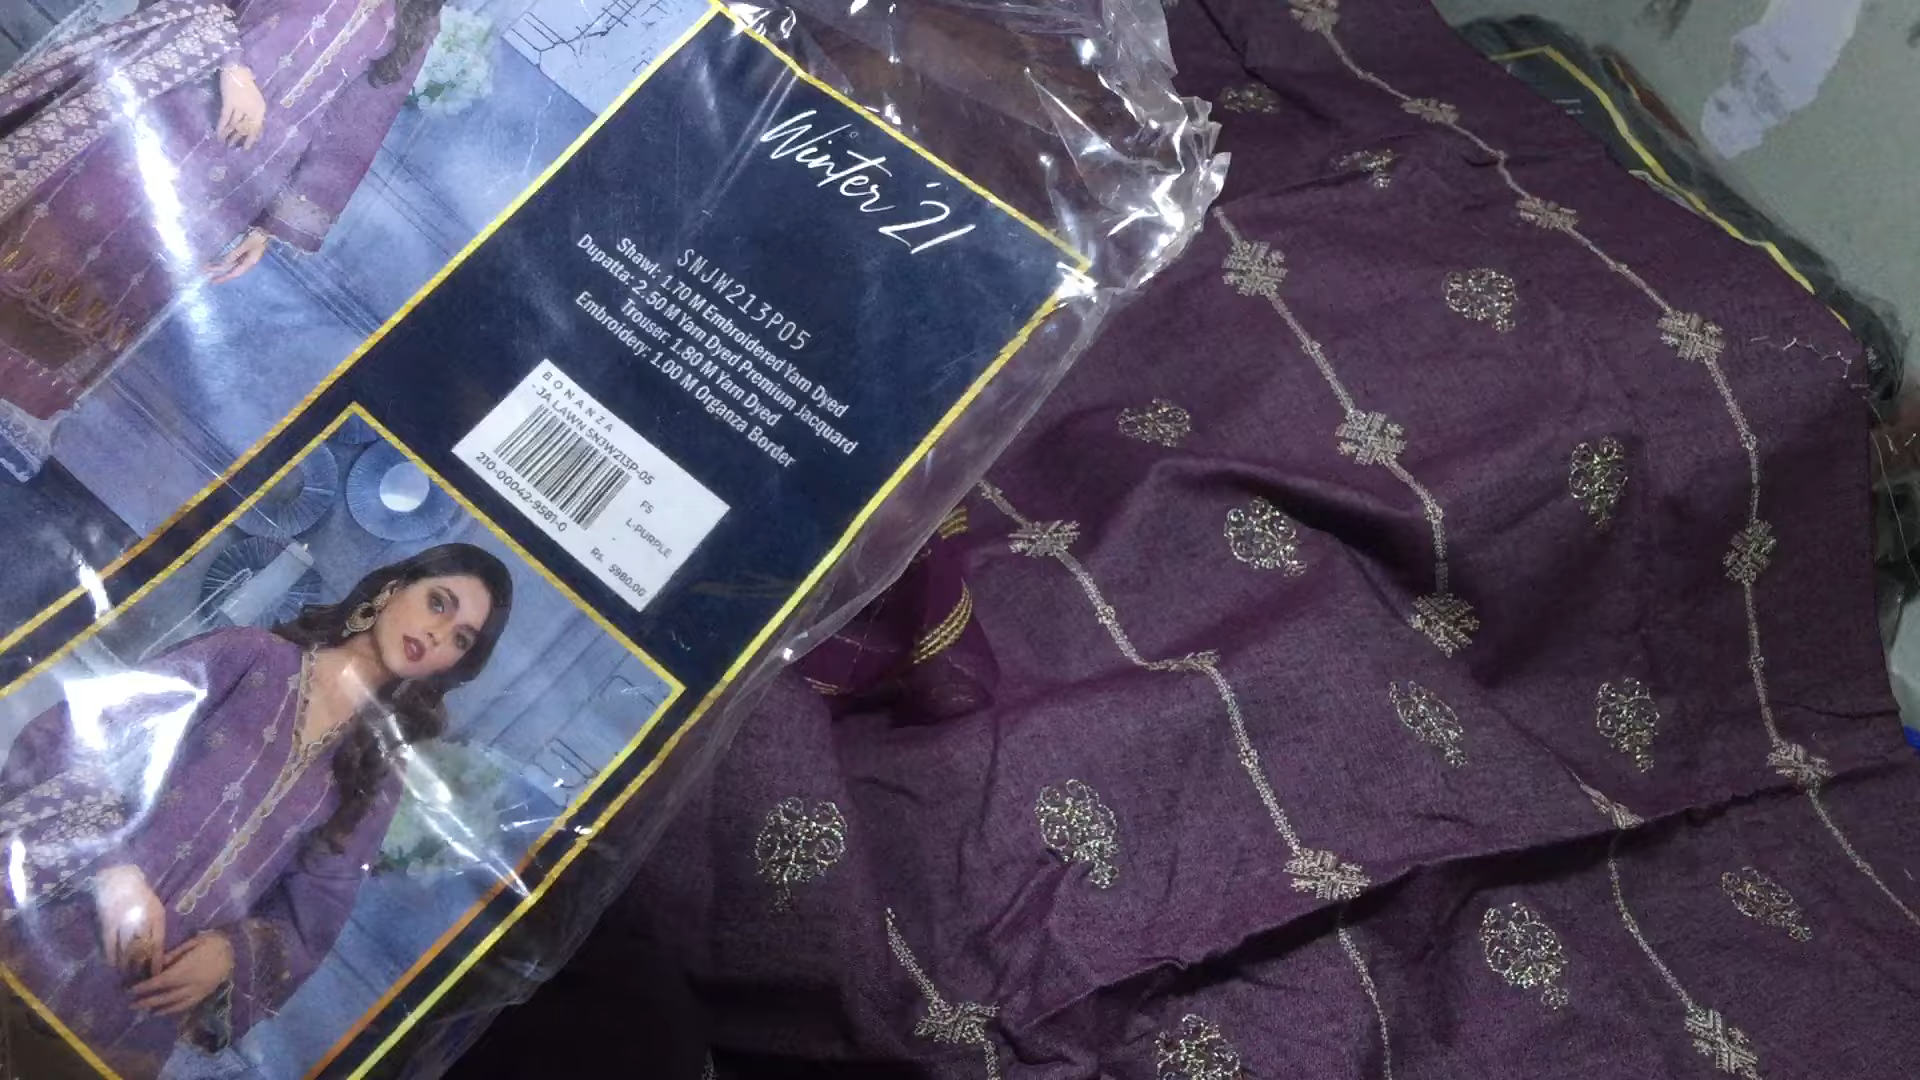 Winter '21
SNJW213P05
Shawl: 1.70 M Embroidered Yarn Dyed
Dupatta: 2.50 M Yarn Dyed Premium Jacquard
Trouser: 1.80 M Yarn Dyed
Embroidery: 1.00 M Organza Border
BONANZA
- JA LAWN SNJW213P-05
FS
210-00042-9581-0
L-PURPLE
Rs. 5980.00